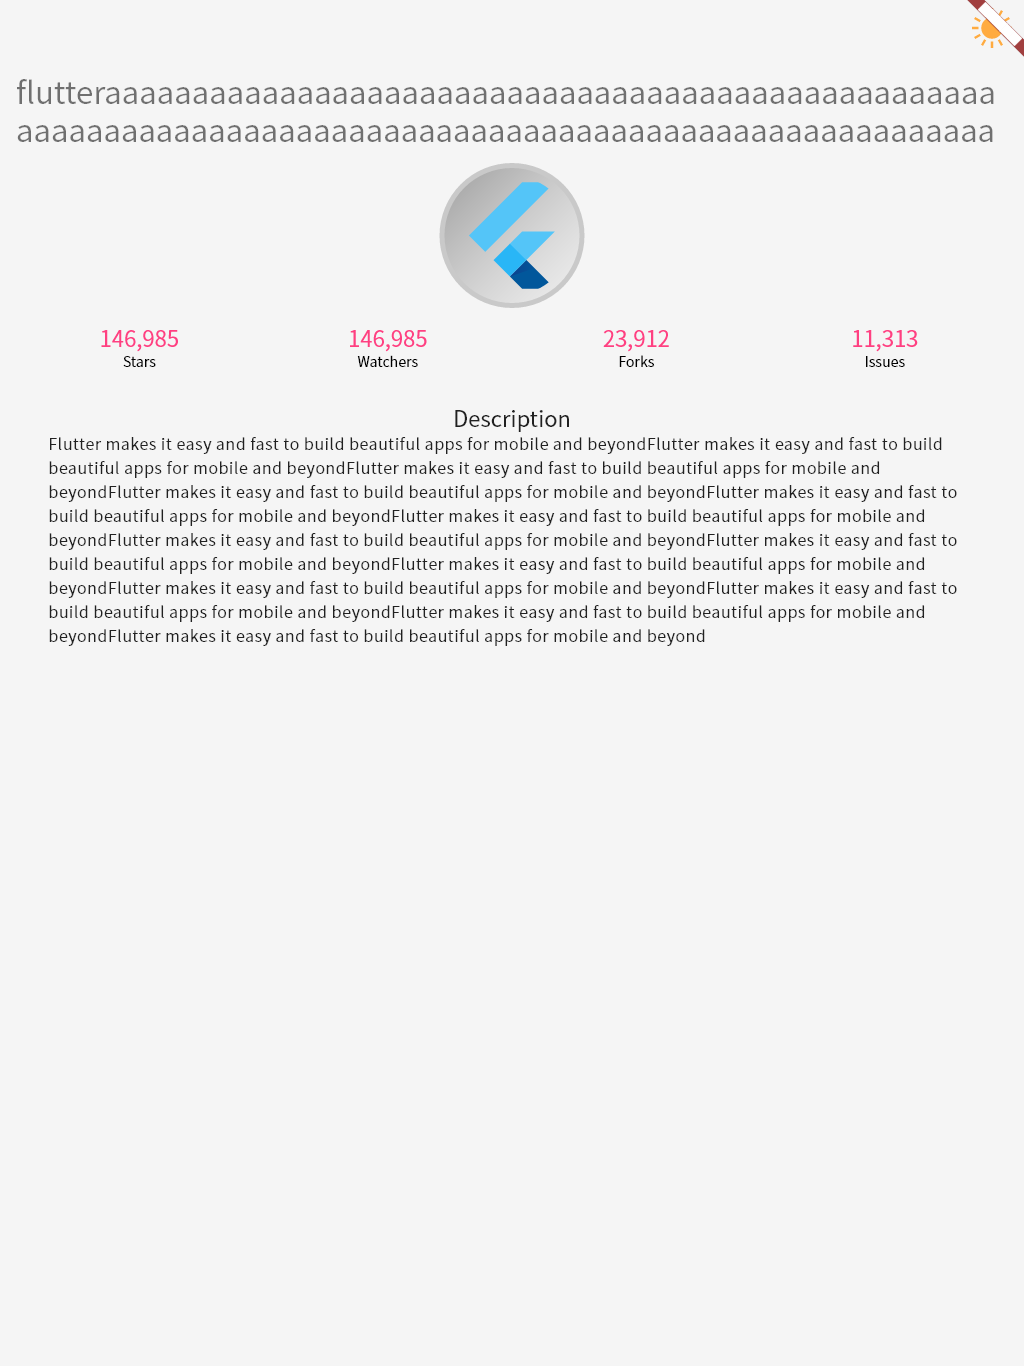 flutteraaaaaaaaaaaaaaaaaaaaaaaaaaaaaaaaaaaaaaaaaaaaaaaaaaa
aaaaaaaaaaaaaaaaaaaaaaaaaaaaaaaaaaaaaaaaaaaaaaaaaaaaaaaa
146,985 146,985 23,912 11,313
Stars Watchers Forks Issues
Description
Flutter makes it easy and fast to build beautiful apps for mobile and beyondFlutter makes it easy and fast to build
beautiful apps for mobile and beyondFlutter makes it easy and fast to build beautiful apps for mobile and
beyondFlutter makes it easy and fast to build beautiful apps for mobile and beyondFlutter makes it easy and fast to
build beautiful apps for mobile and beyondFlutter makes it easy and fast to build beautiful apps for mobile and
beyondFlutter makes it easy and fast to build beautiful apps for mobile and beyondFlutter makes it easy and fast to
build beautiful apps for mobile and beyondFlutter makes it easy and fast to build beautiful apps for mobile and
beyondFlutter makes it easy and fast to build beautiful apps for mobile and beyondFlutter makes it easy and fast to
build beautiful apps for mobile and beyondFlutter makes it easy and fast to build beautiful apps for mobile and
beyondFlutter makes it easy and fast to build beautiful apps for mobile and beyond